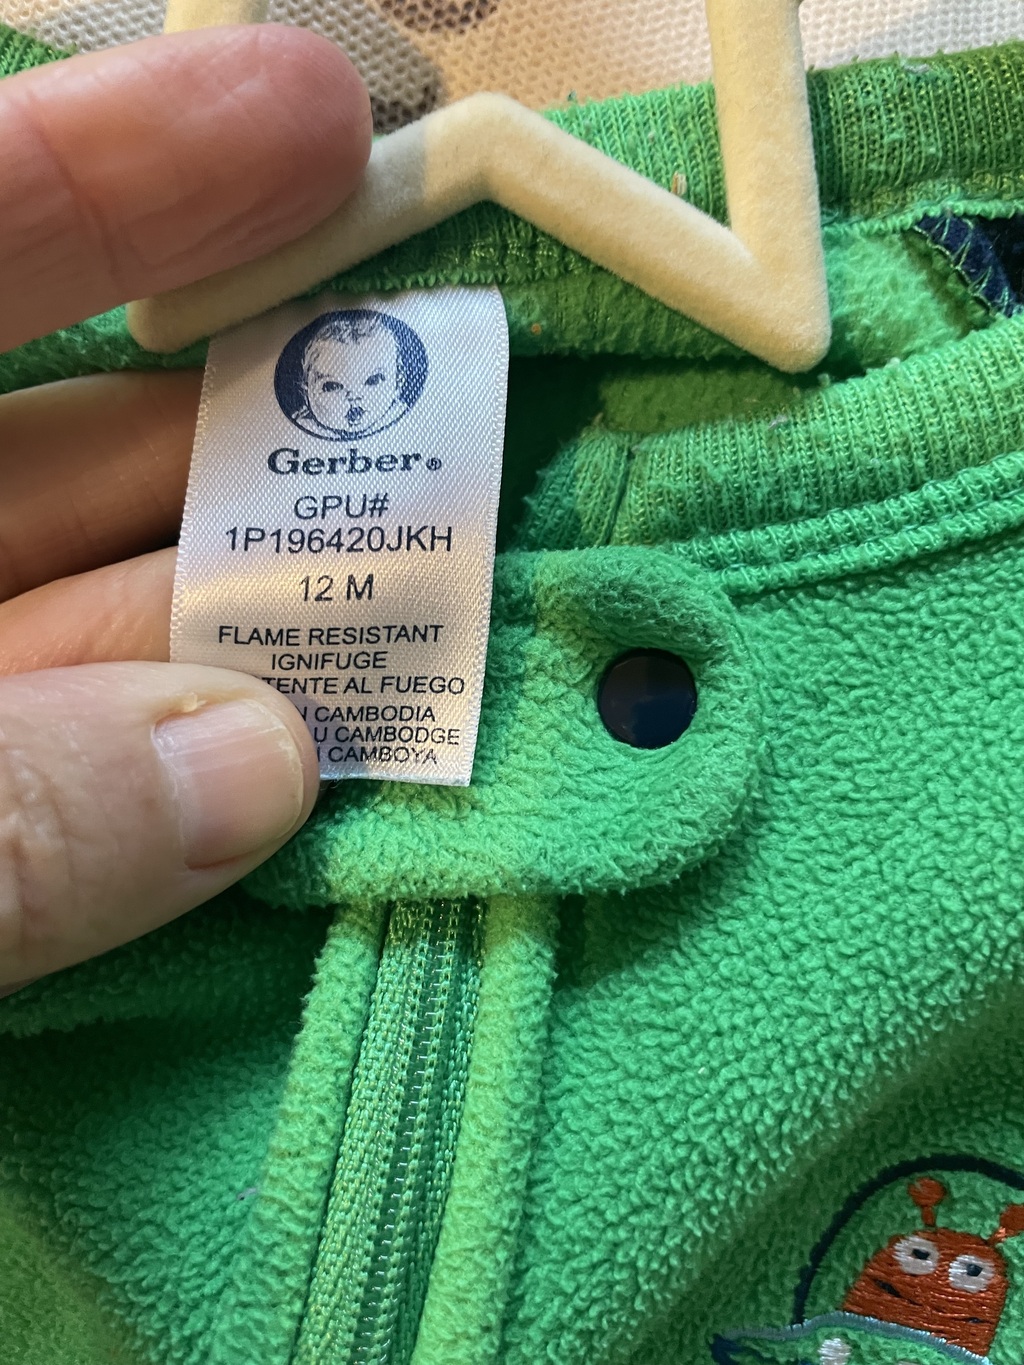 Gerber®
GPU#
1P196420JKH
12 M
FLAME RESISTANT
IGNIFUGE
TENTE AL FUEGO
CAMBODIA
U CAMBODGE
CAMBOYA